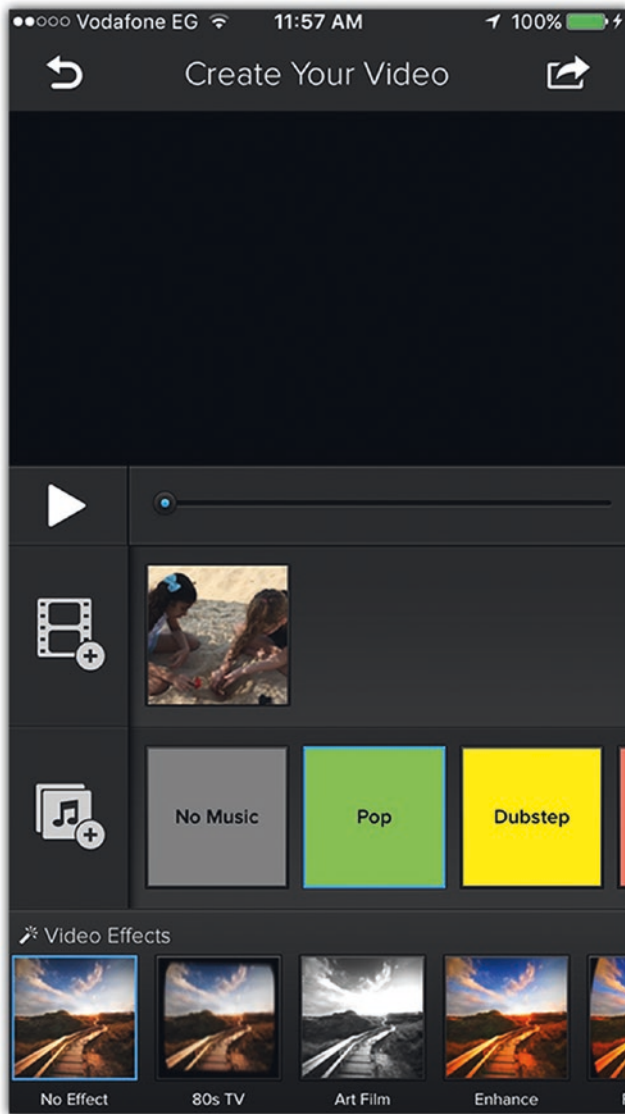 Vodafone EG 11:57 AM 100%
Create Your Video
No Music Pop Dubstep
Video Effects
No Effect 80s TV Art Film Enhance